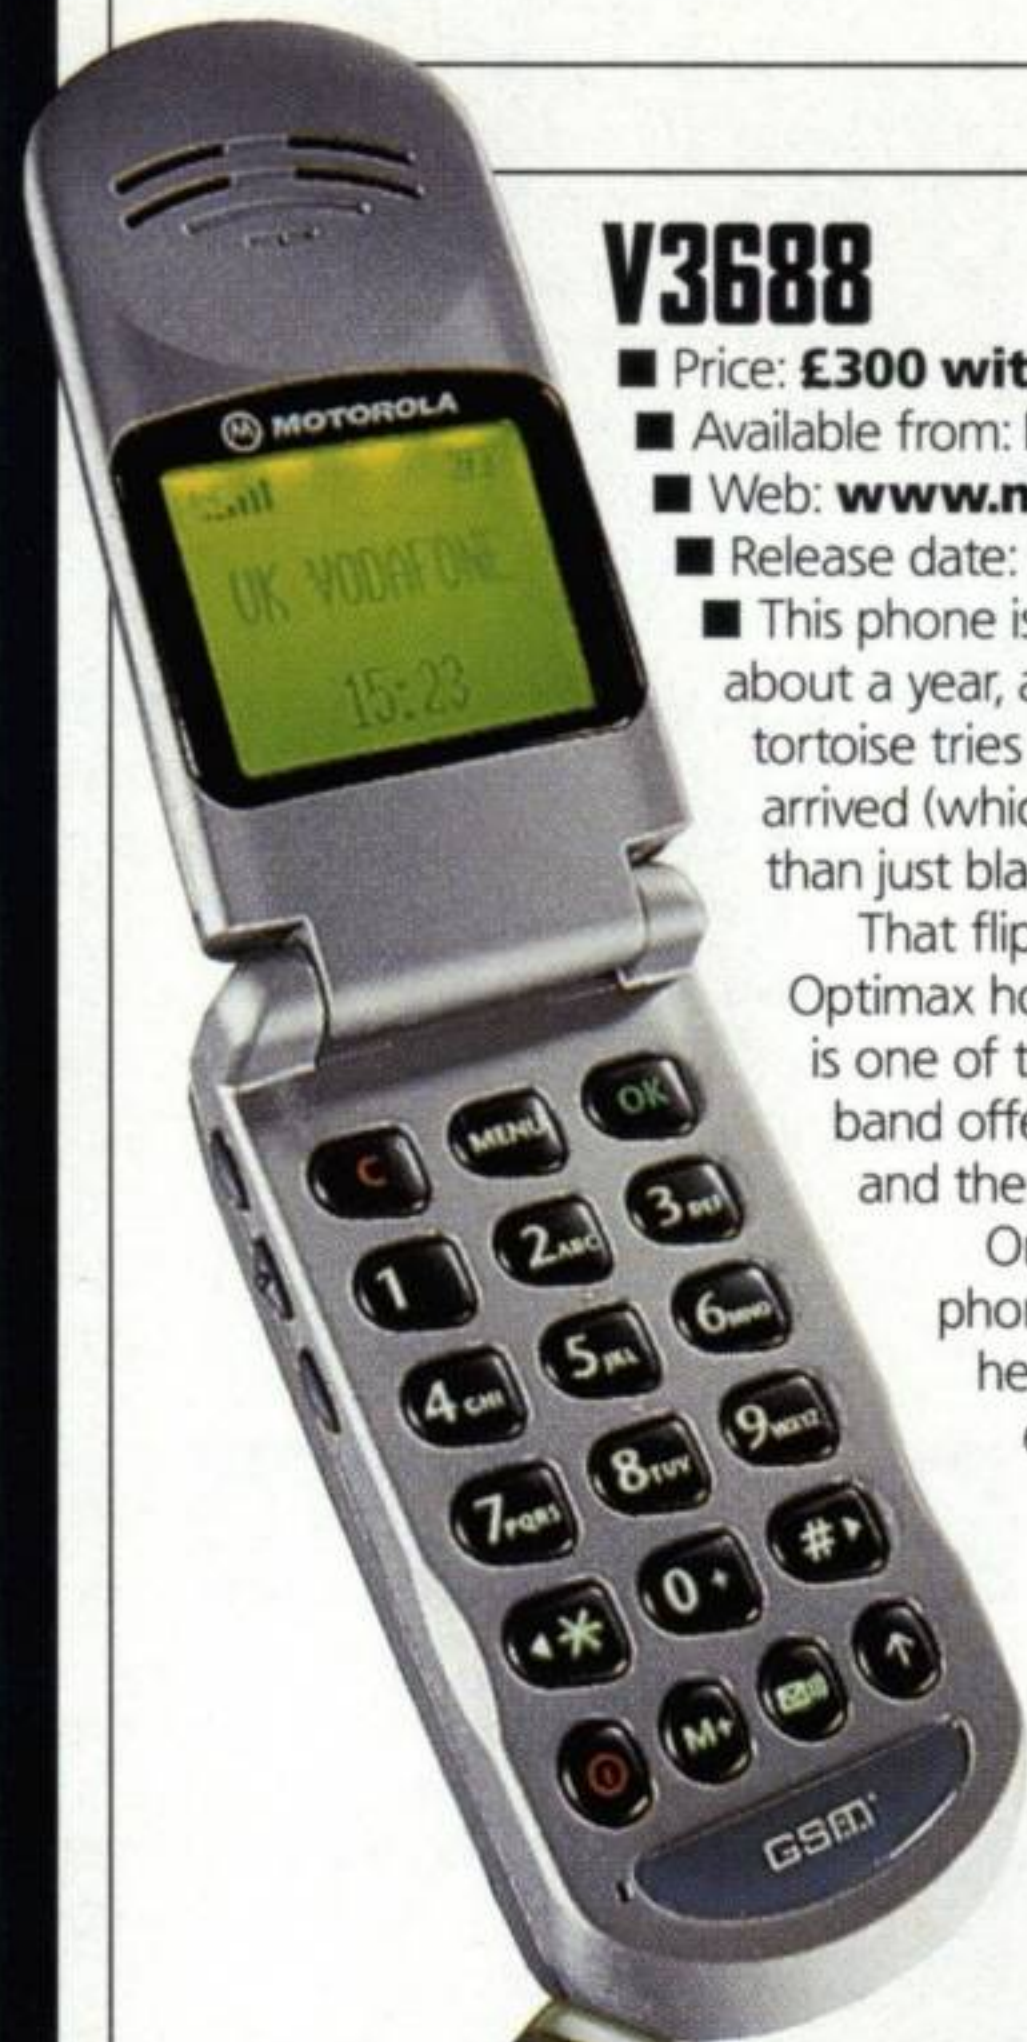 V3688
■ Price: £300 wit
■ Available from:
■ Web: www.
■ Release date:
■ This phone is
about a year, a
tortoise tries
arrived (whic
than just bla
That flip
Optimax ho
is one of t
band offe
and the
O
phon
he
MOTOROLA
UK VODAFONE
15:23
C MENU OK
1 2ABC 3DEF
4GHI 5JKL 6MNO
7PQRS 8TUV 9WXYZ
◀* 0+ #▶
M+ ↑
GSM